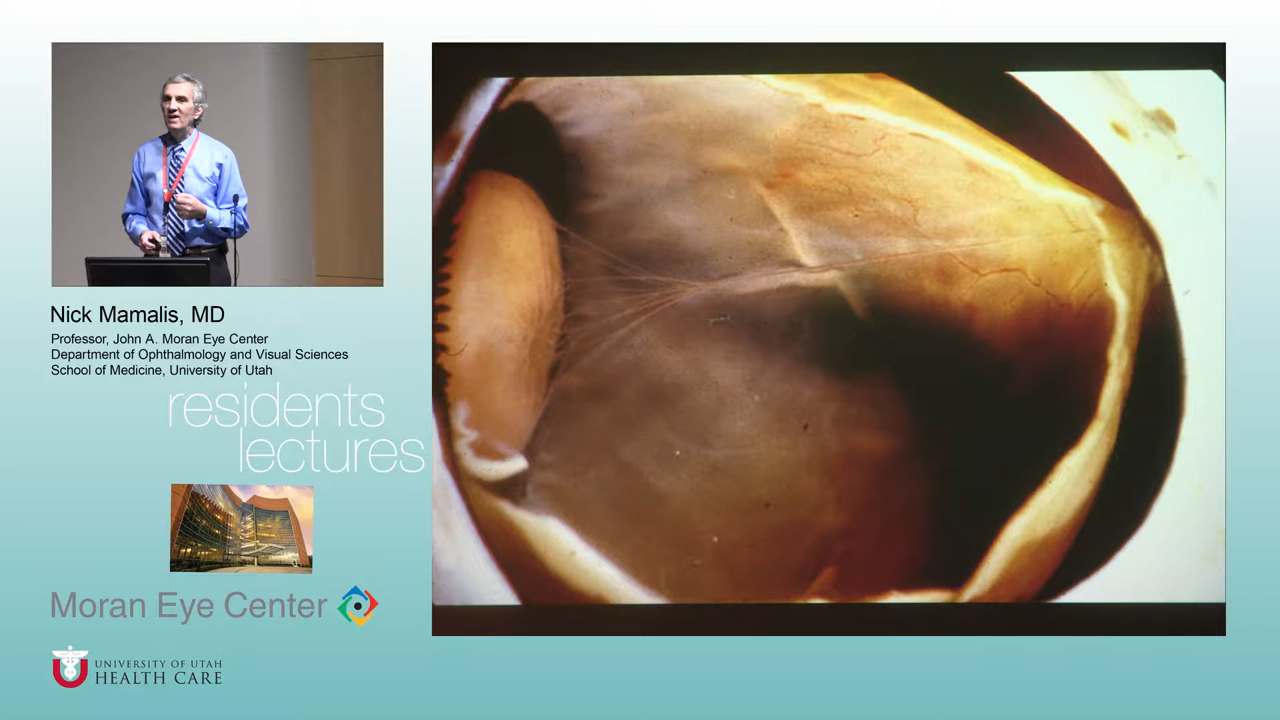 Nick Mamalis, MD
Professor, John A. Moran Eye Center
Department of Ophthalmology and Visual Sciences
School of Medicine, University of Utah
residents
lectures
Moran Eye Center
UNIVERSITY OF UTAH
HEALTH CARE